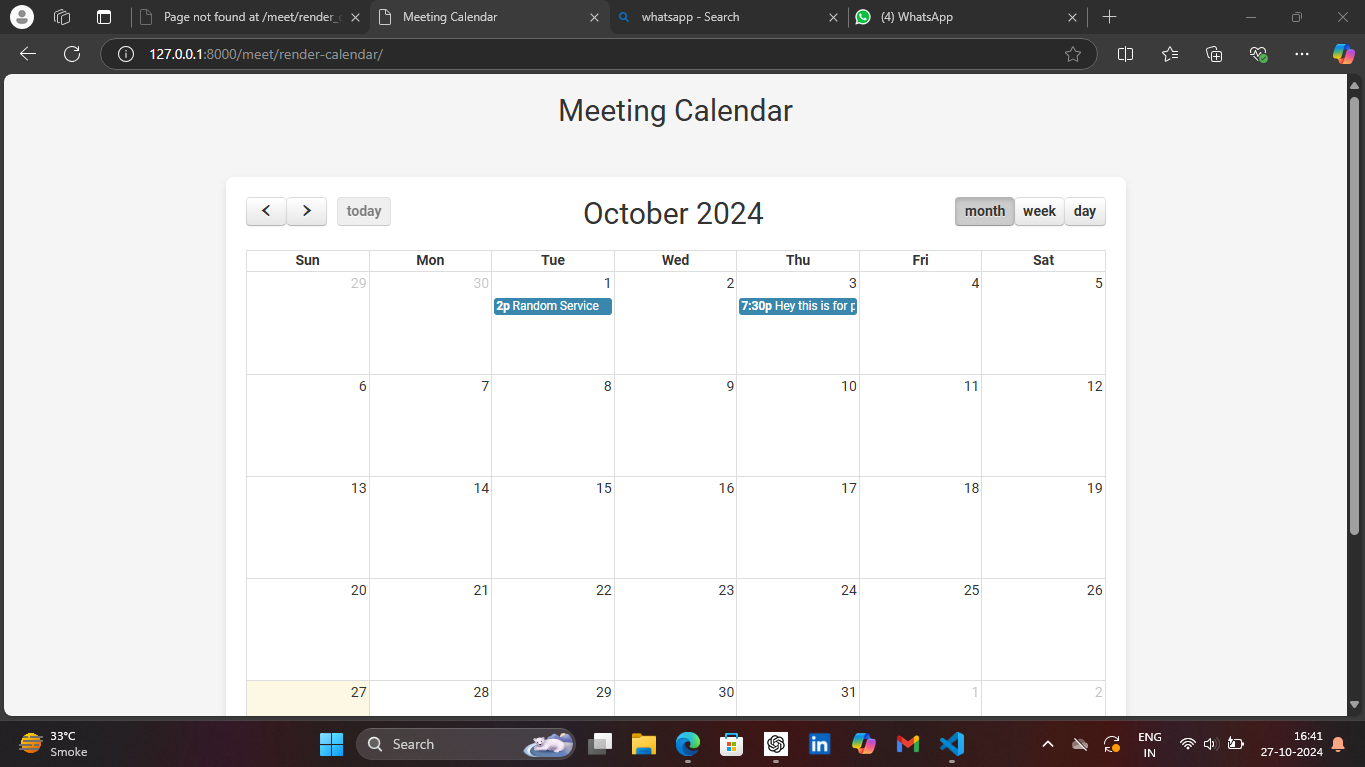 Page not found at /meet/render_
Meeting Calendar
whatsapp - Search
(4) WhatsApp
127.0.0.1:8000/meet/render-calendar/
Meeting Calendar
today
October 2024
month week day
Sun Mon Tue Wed Thu Fri Sat
29 30 1 2 3 4 5
2p Random Service
7:30p Hey this is for p
6 7 8 9 10 11 12
13 14 15 16 17 18 19
20 21 22 23 24 25 26
27 28 29 30 31 1 2
33°C
Smoke
Search
ENG
IN
16:41
27-10-2024